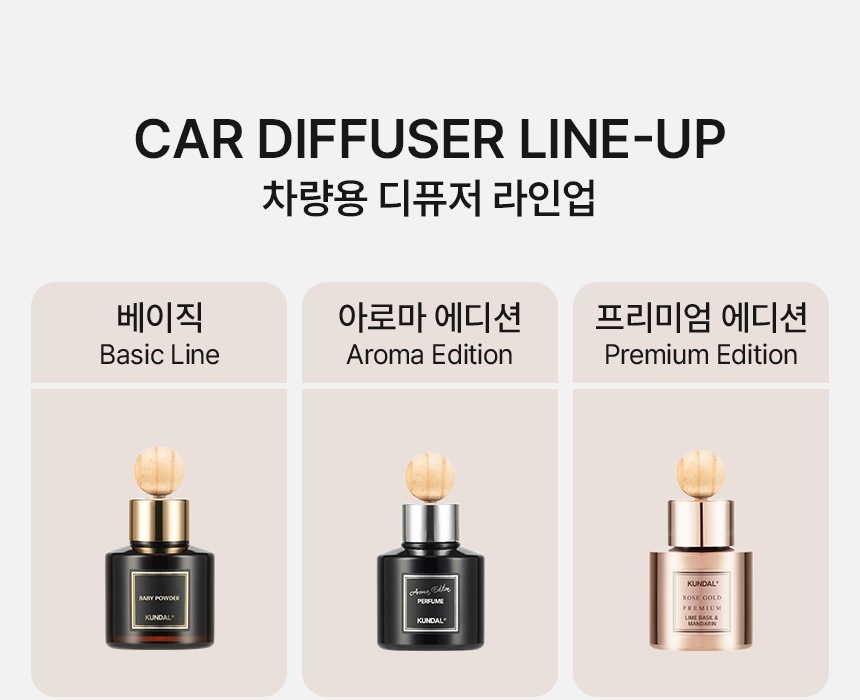 CAR DIFFUSER LINE-UP
차량용 디퓨저 라인업
베이직
Basic Line
아로마 에디션
Aroma Edition
프리미엄 에디션
Premium Edition
BABY POWDER
KUNDAL®
Aroma Edition
PERFUME
KUNDAL®
KUNDAL®
ROSE GOLD
PREMIUM
LIME BASIL &
MANDARIN